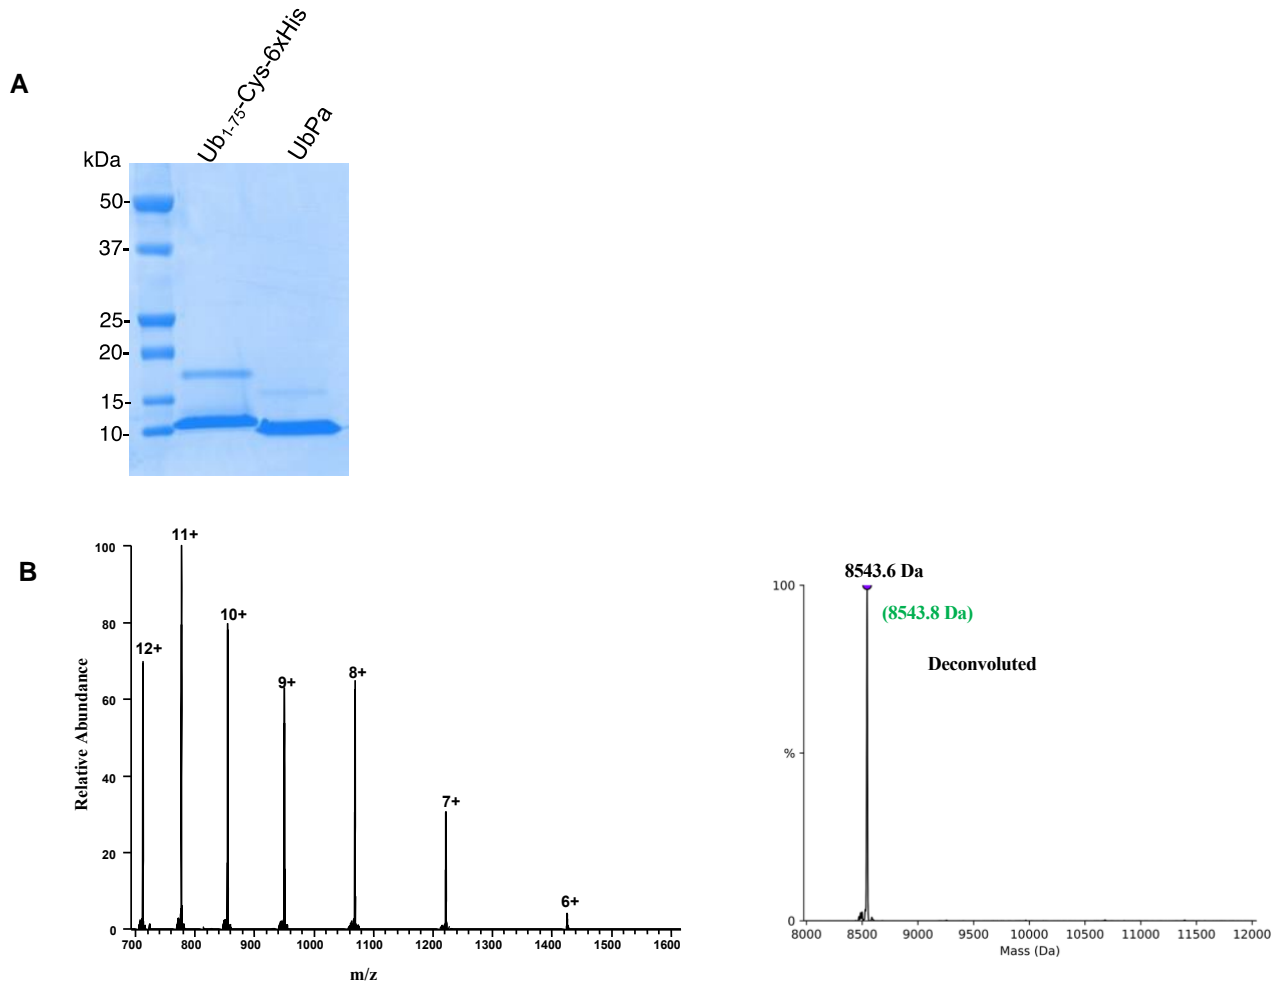 A
Ub1-75-Cys-6xHis
UbPa
kDa
50-
37-
25-
20-
15-
10-
B
100
80
60
40
20
0
Relative Abundance
12+
11+
10+
9+
8+
7+
6+
700 800 900 1000 1100 1200 1300 1400 1500 1600
m/z
8543.6 Da
(8543.8 Da)
Deconvoluted
100
%
0
8000 8500 9000 9500 10000 10500 11000 11500 12000
Mass (Da)